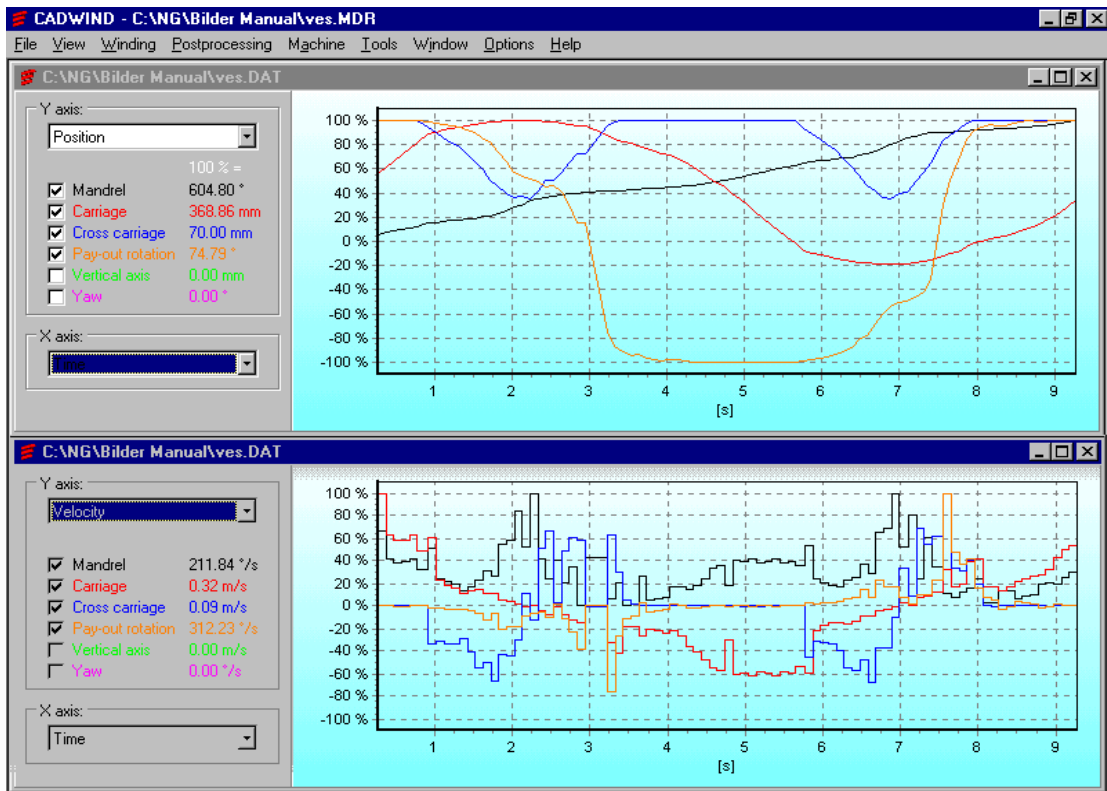 CADWIND - C:\NG\Bilder Manual\ves.MDR
File View Winding Postprocessing Machine Tools Window Options Help
C:\NG\Bilder Manual\ves.DAT
Y axis:
Position
100 % =
Mandrel 604.80 °
Carriage 368.86 mm
Cross carriage 70.00 mm
Pay-out rotation 74.79 °
Vertical axis 0.00 mm
Yaw 0.00 °
X axis:
Time
100 %
80 %
60 %
40 %
20 %
0 %
-20 %
-40 %
-60 %
-80 %
-100 %
1 2 3 4 5 6 7 8 9
[s]
C:\NG\Bilder Manual\ves.DAT
Y axis:
Velocity
Mandrel 211.84 °/s
Carriage 0.32 m/s
Cross carriage 0.09 m/s
Pay-out rotation 312.23 °/s
Vertical axis 0.00 m/s
Yaw 0.00 °/s
X axis:
Time
100 %
80 %
60 %
40 %
20 %
0 %
-20 %
-40 %
-60 %
-80 %
-100 %
1 2 3 4 5 6 7 8 9
[s]